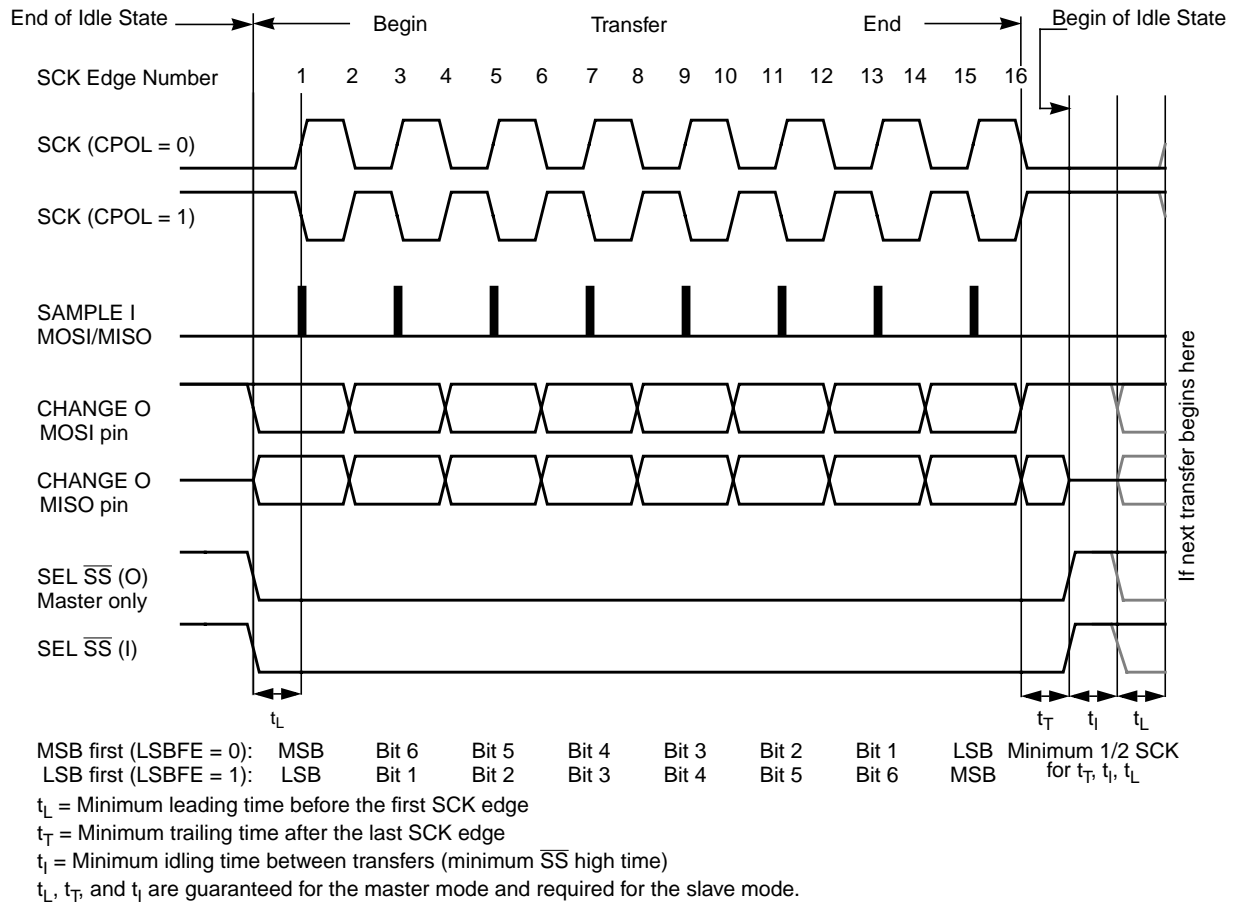 End of Idle State
Begin
Transfer
End
Begin of Idle State
SCK Edge Number
1 2 3 4 5 6 7 8 9 10 11 12 13 14 15 16
SCK (CPOL = 0)
SCK (CPOL = 1)
SAMPLE I
MOSI/MISO
CHANGE O
MOSI pin
CHANGE O
MISO pin
SEL S̅S̅ (O)
Master only
SEL S̅S̅ (I)
If next transfer begins here
tL
tT tI tL
MSB first (LSBFE = 0): MSB Bit 6 Bit 5 Bit 4 Bit 3 Bit 2 Bit 1 LSB
LSB first (LSBFE = 1): LSB Bit 1 Bit 2 Bit 3 Bit 4 Bit 5 Bit 6 MSB
Minimum 1/2 SCK
for tT, tI, tL
tL = Minimum leading time before the first SCK edge
tT = Minimum trailing time after the last SCK edge
tI = Minimum idling time between transfers (minimum S̅S̅ high time)
tL, tT, and tI are guaranteed for the master mode and required for the slave mode.